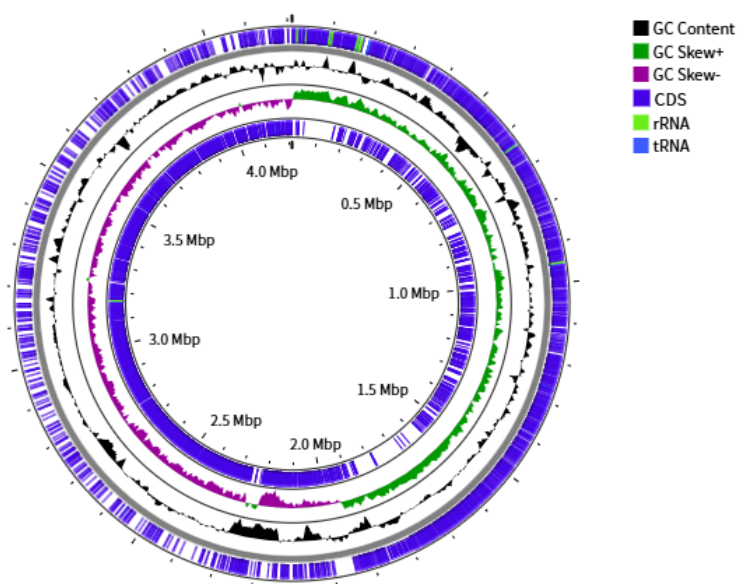 GC Content
GC Skew+
GC Skew-
CDS
rRNA
tRNA
4.0 Mbp
0.5 Mbp
3.5 Mbp
1.0 Mbp
3.0 Mbp
1.5 Mbp
2.5 Mbp
2.0 Mbp